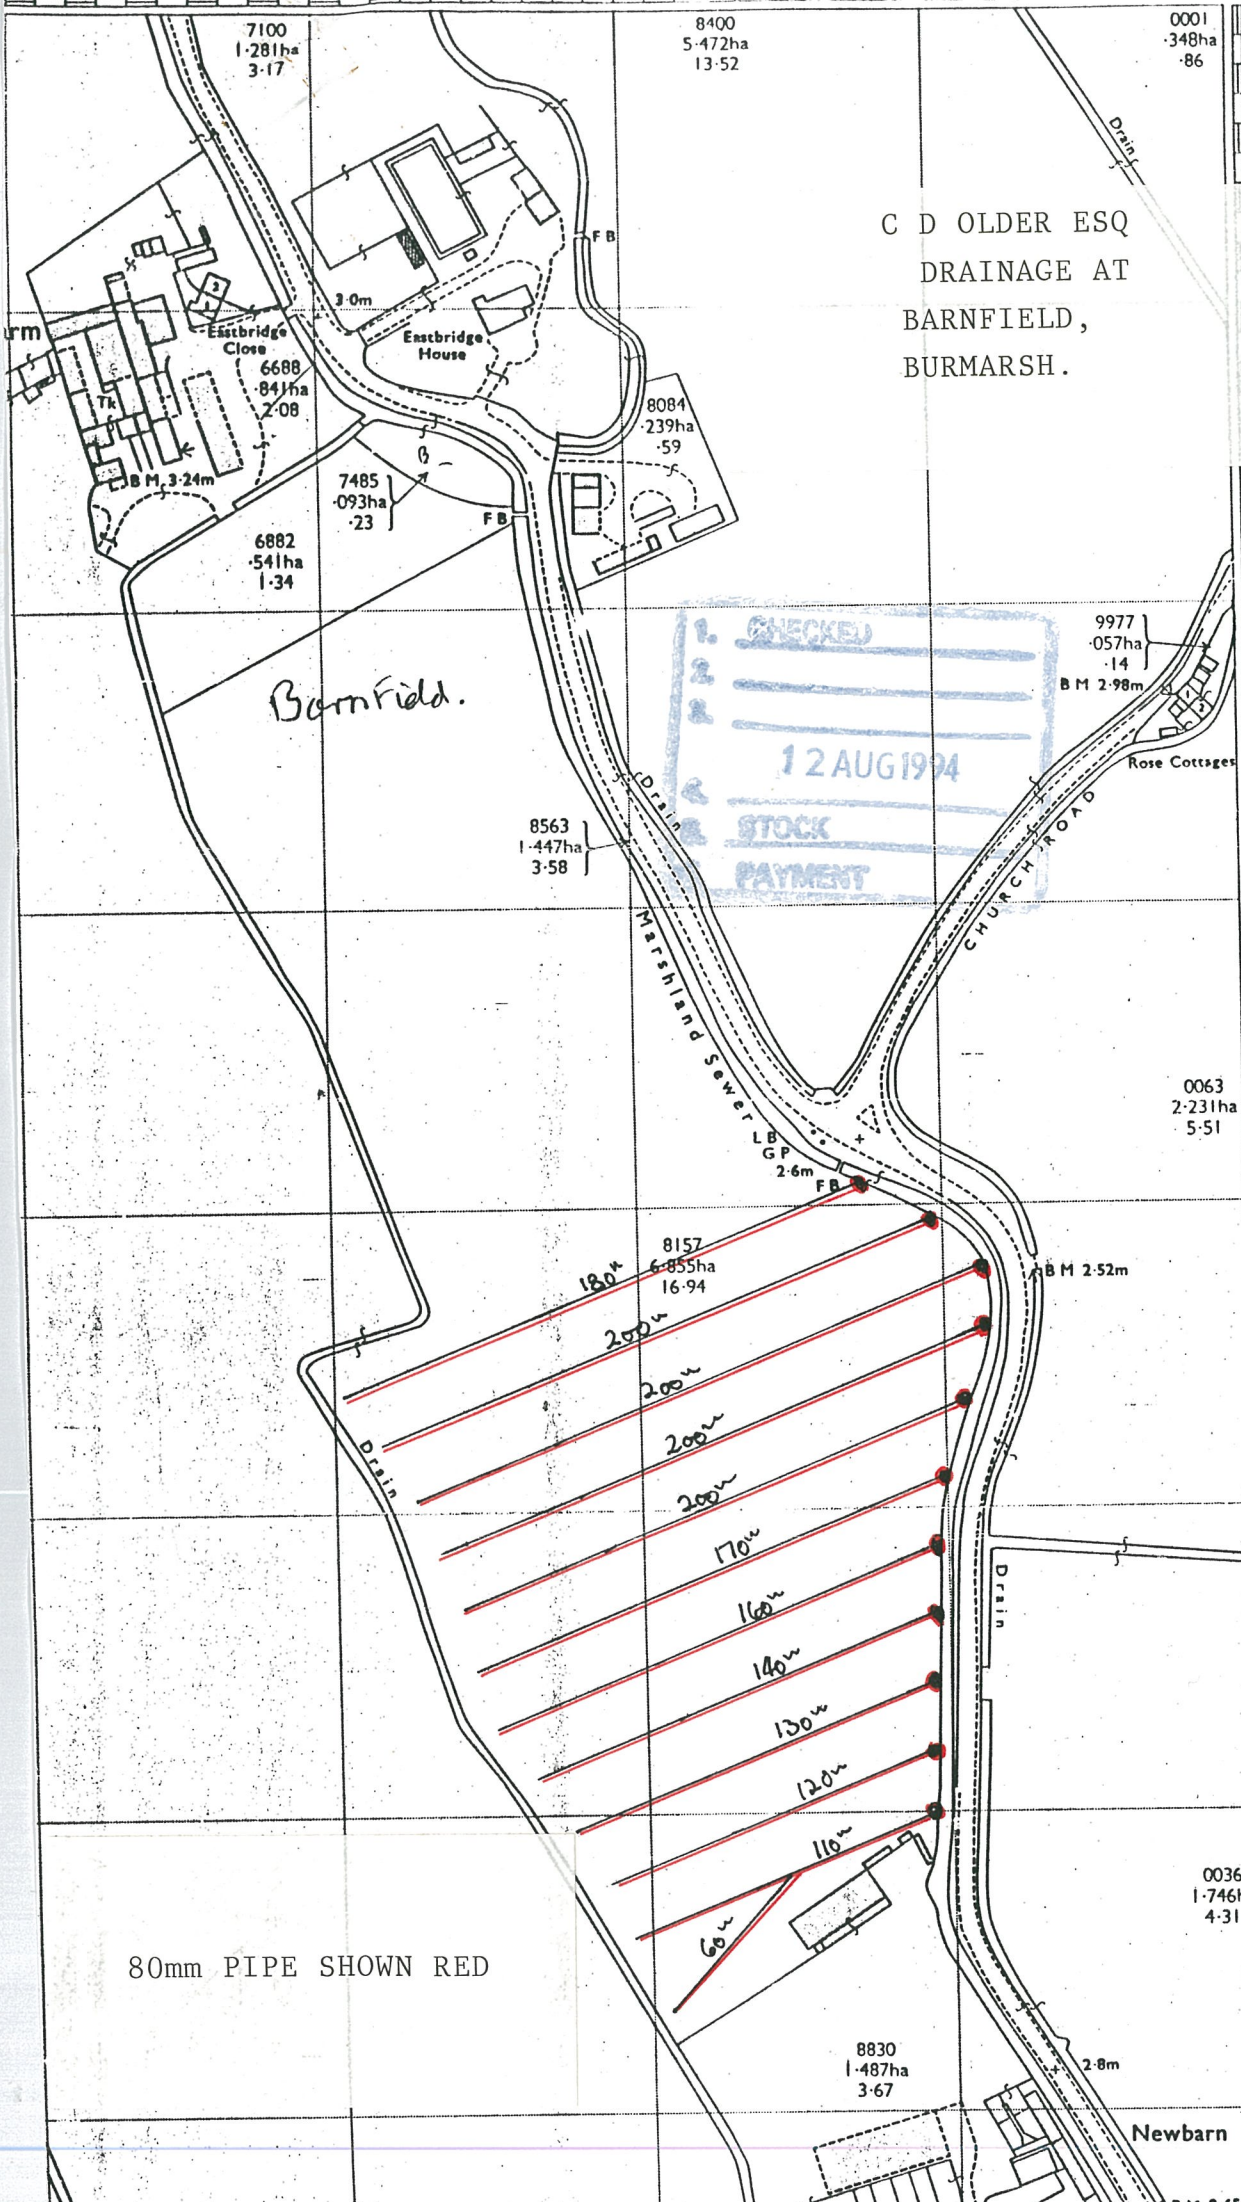 7100
1·281ha
3·17
8400
5·472ha
13·52
0001
·348ha
·86
Drain
C D OLDER ESQ
DRAINAGE AT
BARNFIELD,
BURMARSH.
FB
3·0m
rm
Eastbridge
Close
Eastbridge
House
6688
·841ha
2·08
Tk
8084
·239ha
·59
B
BM 3·24m
7485
·093ha
·23
FB
6882
·541ha
1·34
1. CHECKED
2.
3.
12 AUG 1994
4.
5. STOCK
PAYMENT
9977
·057ha
·14
BM 2·98m
Rose Cottages
Barnfield.
Drain
8563
1·447ha
3·58
CHURCH ROAD
Marshland Sewer
0063
2·231ha
5·51
LB
GP
2·6m
FB
8157
6·855ha
16·94
BM 2·52m
180m
200m
200m
200m
200m
170m
160m
140m
130m
120m
110m
60m
Drain
Drain
0036
1·746h
4·31
80mm PIPE SHOWN RED
8830
1·487ha
3·67
2·8m
Newbarn